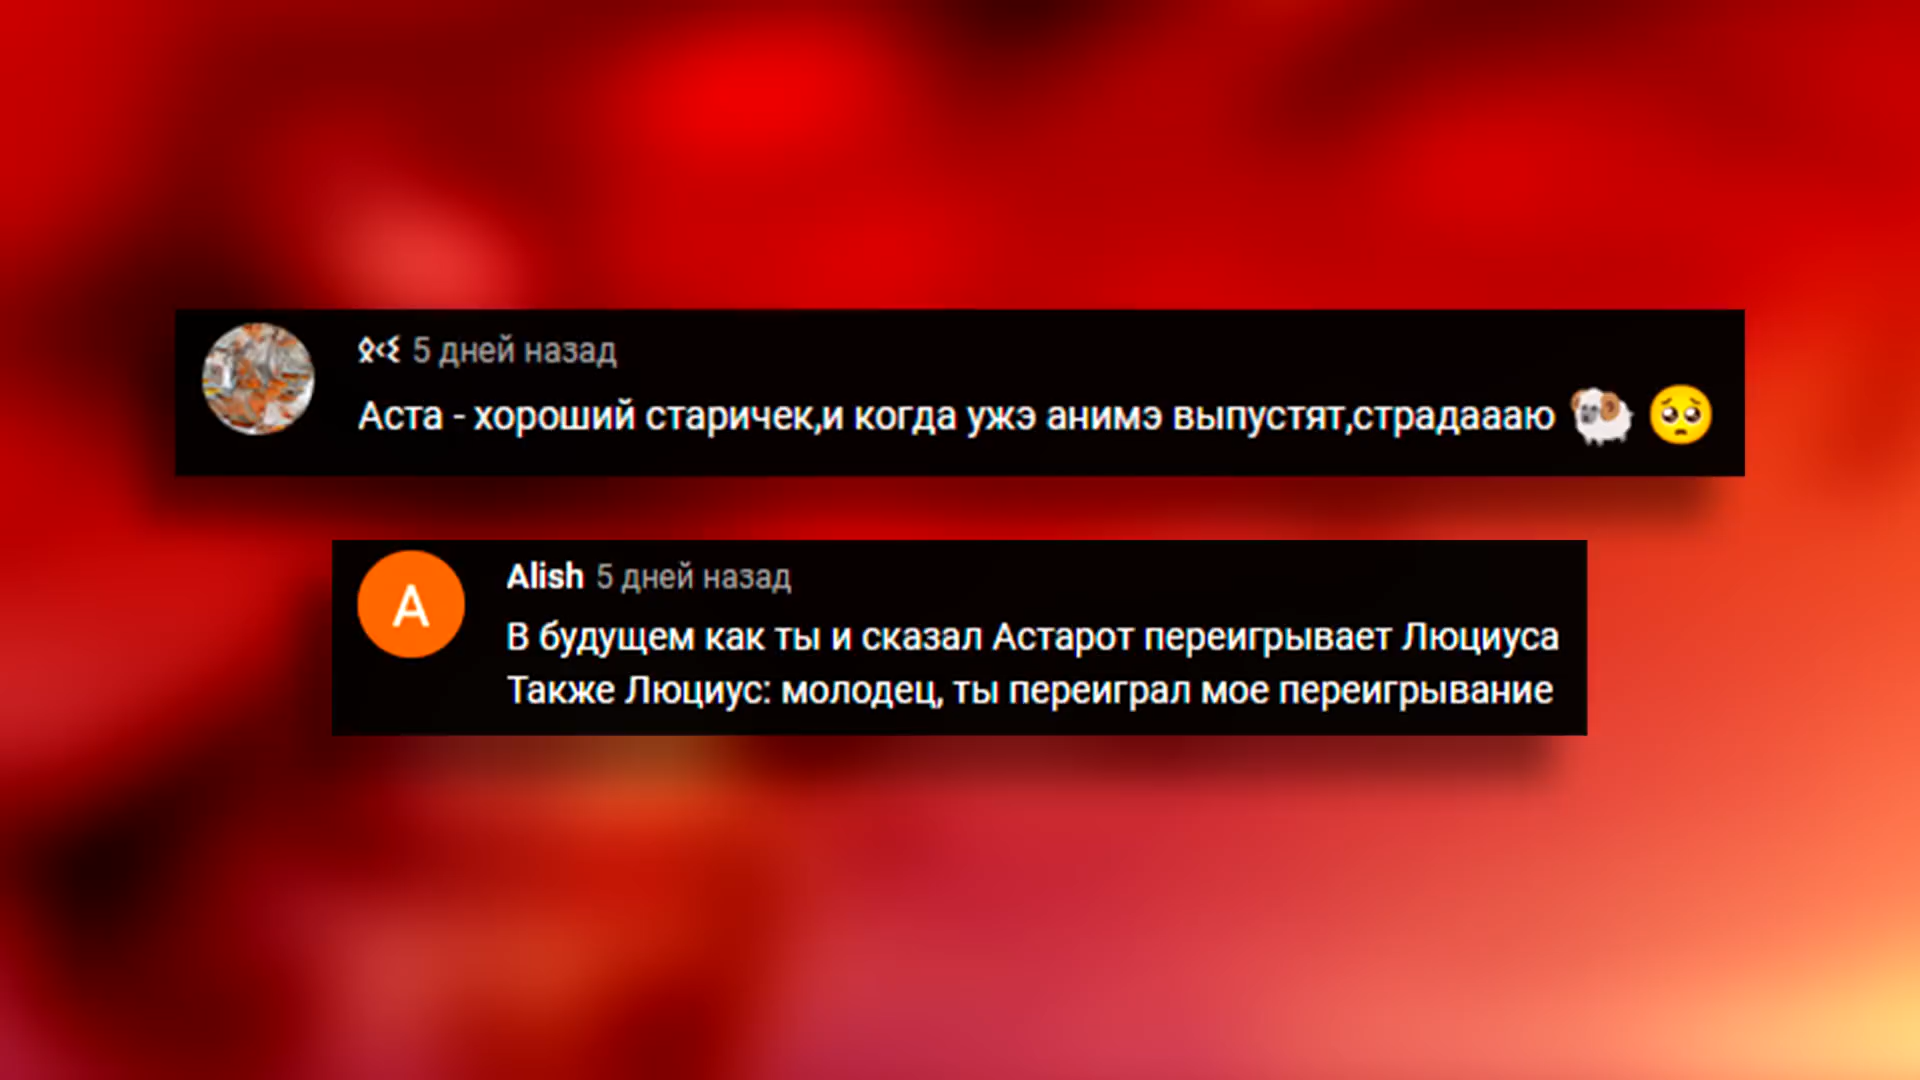 5 дней назад
Аста - хороший старичек,и когда ужэ анимэ выпустят,страдаааю 🐏 🥺
A
Alish 5 дней назад
В будущем как ты и сказал Астарот переигрывает Люциуса
Также Люциус: молодец, ты переиграл мое переигрывание